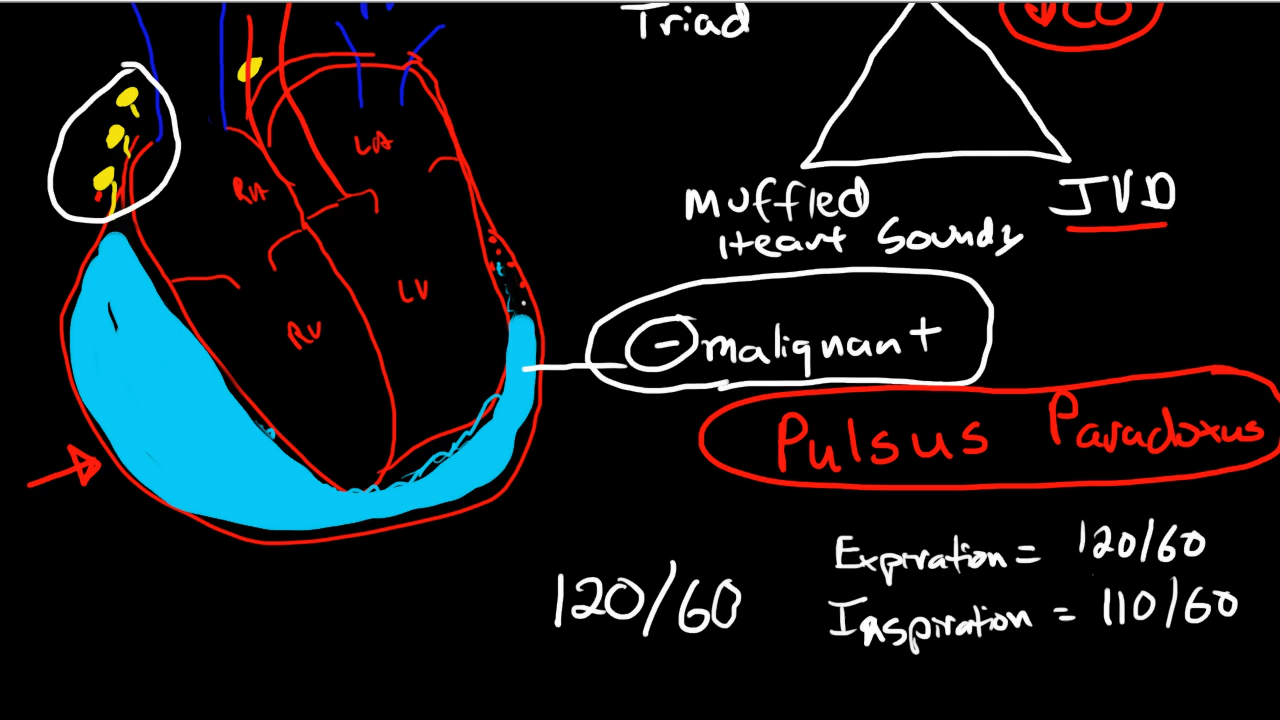 Triad
↓CO
LA
RA
Muffled
Heart Sounds
JVD
LV
RV
⊖malignant
Pulsus Paradoxus
Expiration = 120/60
120/60
Inspiration = 110/60